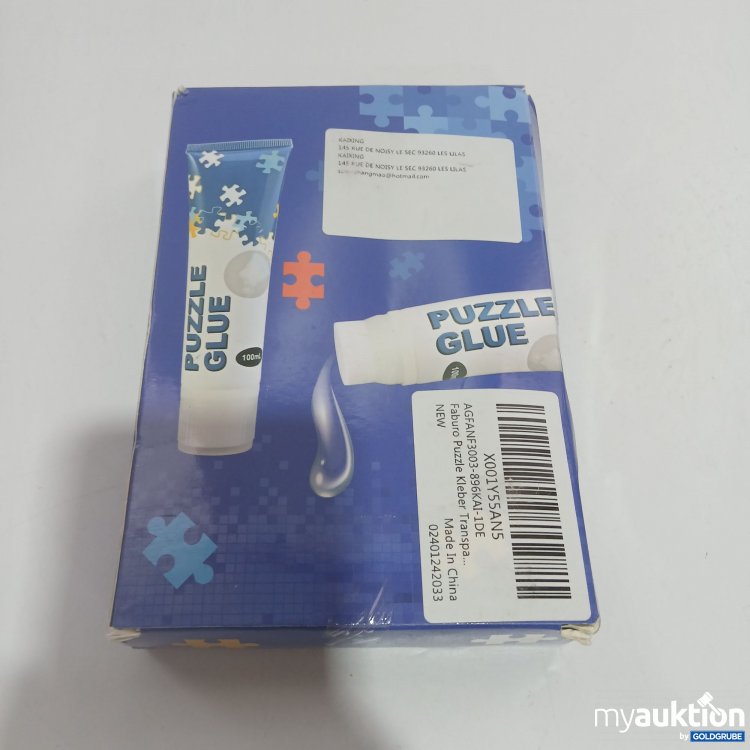 KAIXING
145 RUE DE NOISY LE SEC 93260 LES LILAS
KAIXING
145 RUE DE NOISY LE SEC 93260 LES LILAS
PUZZLE
GLUE
100mL
PUZZLE
GLUE
X001Y55AN5
AGFANF3003-896KAI-1DE
Faburo Puzzle Kleber Transpa...
NEW
Made In China
02401242033
myauktion
by GOLDGRUBE